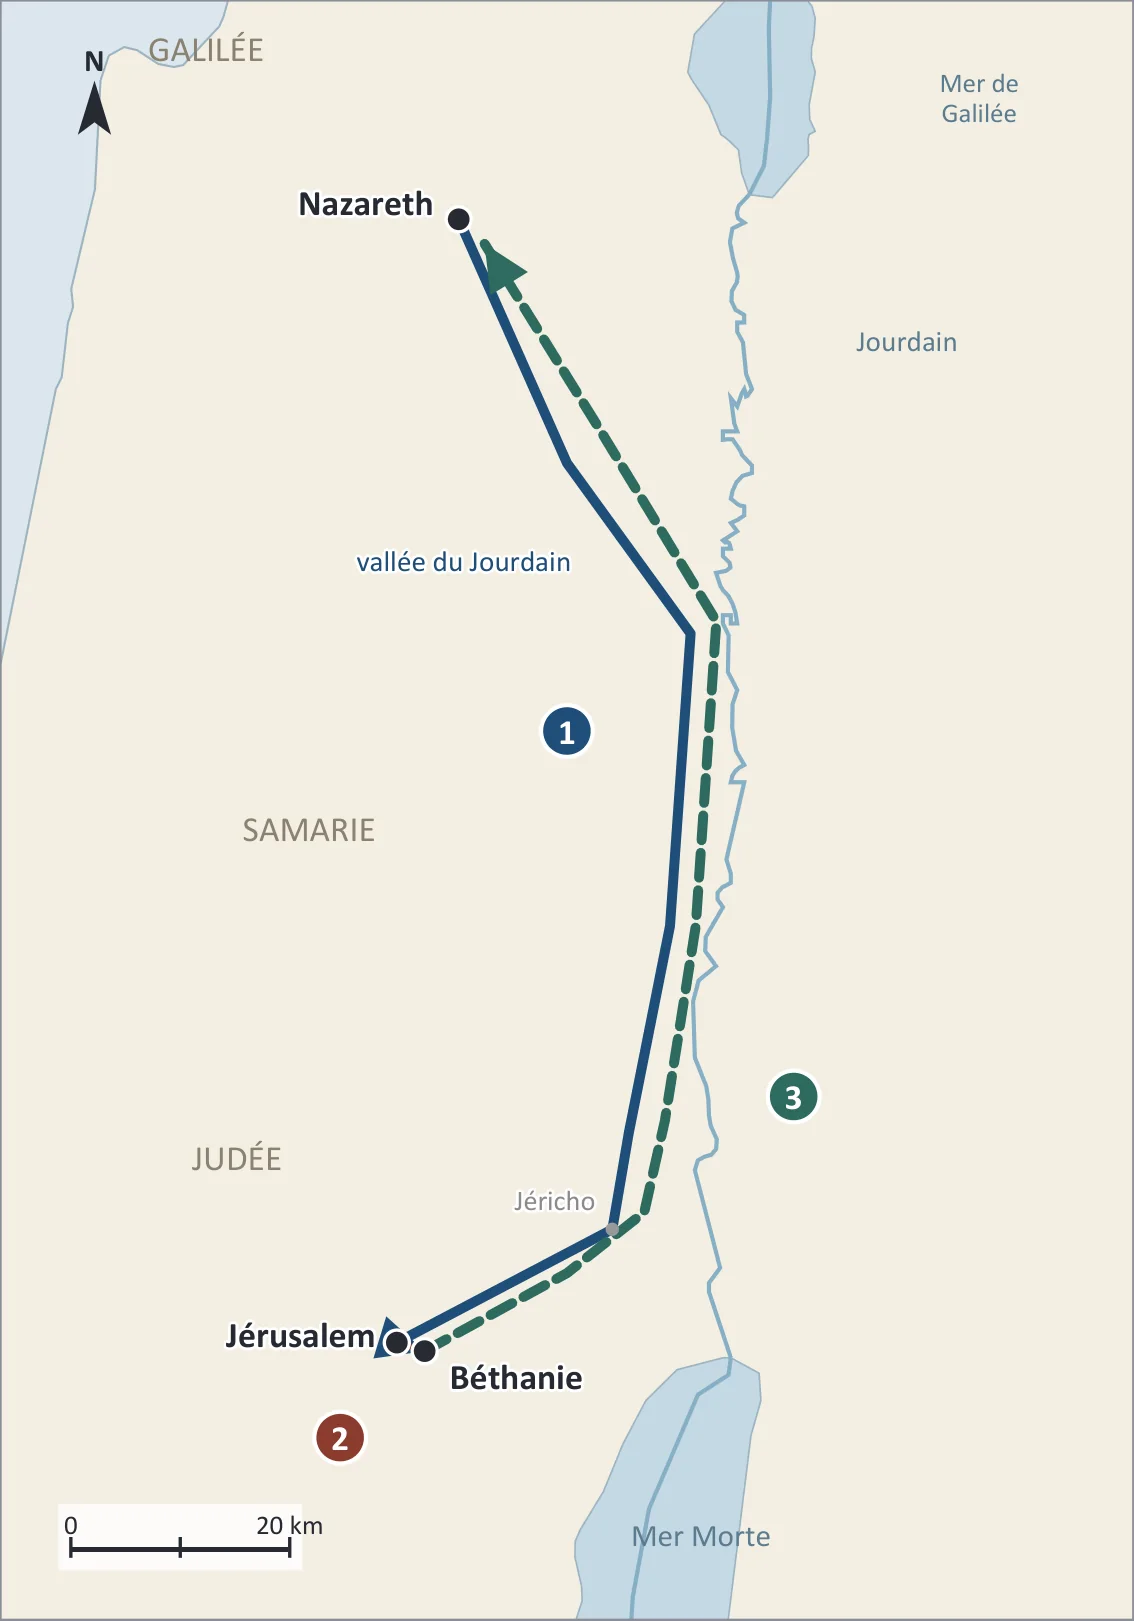 GALILÉE
N
Mer de
Galilée
Nazareth
Jourdain
vallée du Jourdain
1
SAMARIE
3
JUDÉE
Jéricho
Jérusalem
Béthanie
2
0 20 km
Mer Morte